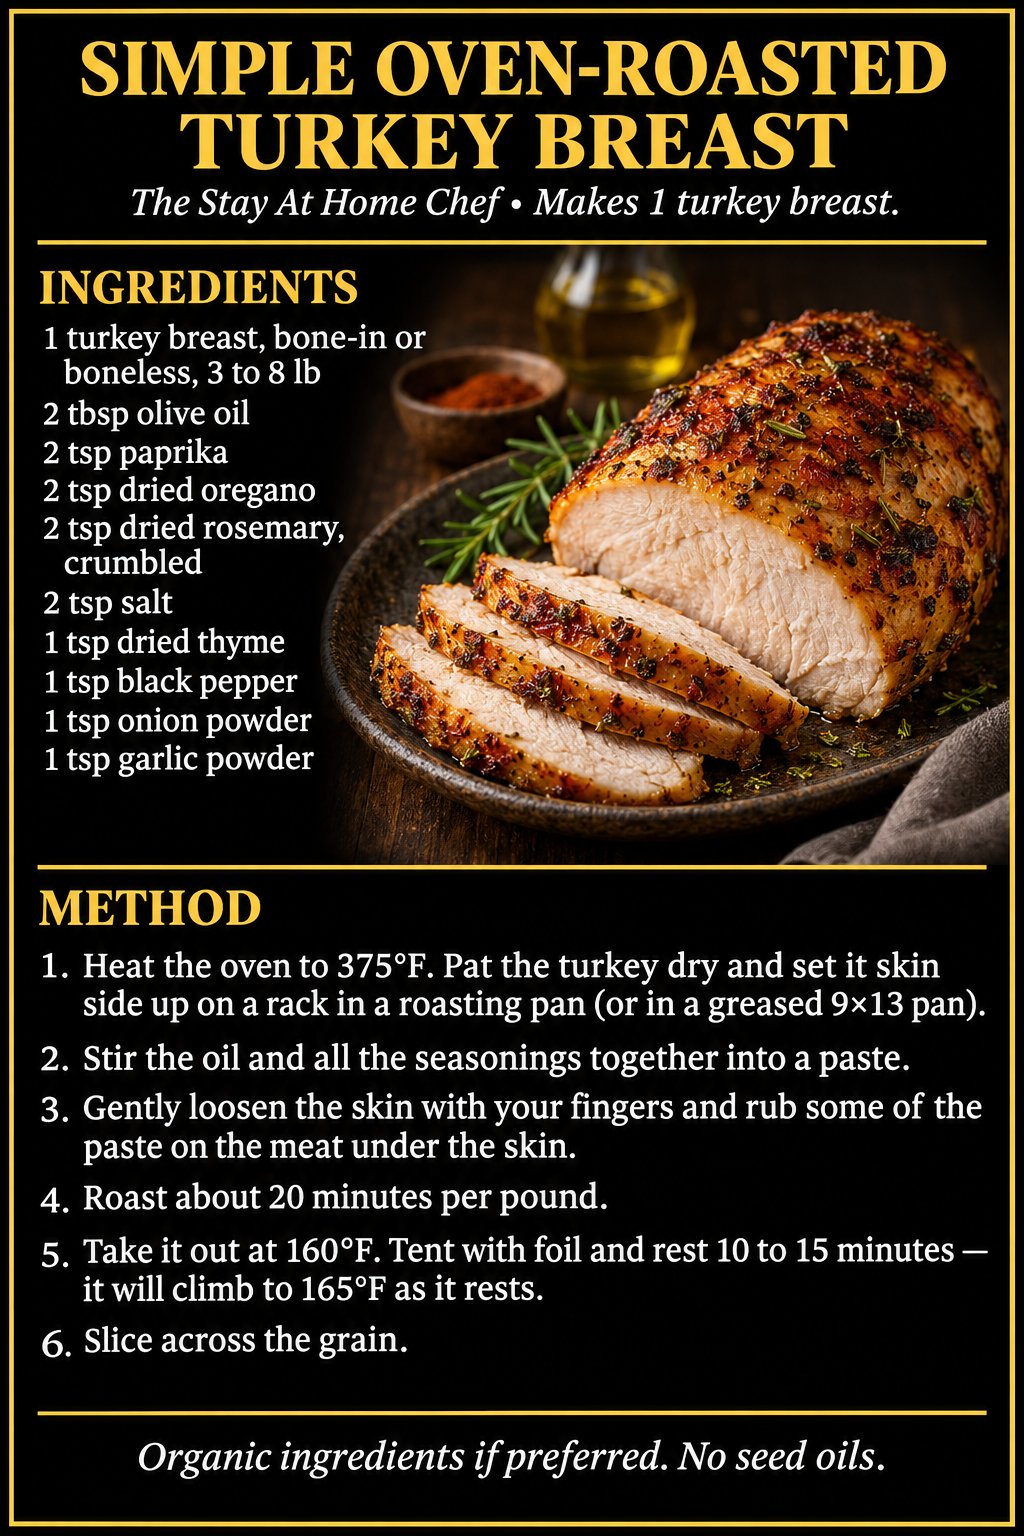 SIMPLE OVEN-ROASTED
TURKEY BREAST
The Stay At Home Chef • Makes 1 turkey breast.
INGREDIENTS
1 turkey breast, bone-in or
boneless, 3 to 8 lb
2 tbsp olive oil
2 tsp paprika
2 tsp dried oregano
2 tsp dried rosemary,
crumbled
2 tsp salt
1 tsp dried thyme
1 tsp black pepper
1 tsp onion powder
1 tsp garlic powder
METHOD
1. Heat the oven to 375°F. Pat the turkey dry and set it skin
side up on a rack in a roasting pan (or in a greased 9×13 pan).
2. Stir the oil and all the seasonings together into a paste.
3. Gently loosen the skin with your fingers and rub some of the
paste on the meat under the skin.
4. Roast about 20 minutes per pound.
5. Take it out at 160°F. Tent with foil and rest 10 to 15 minutes —
it will climb to 165°F as it rests.
6. Slice across the grain.
Organic ingredients if preferred. No seed oils.